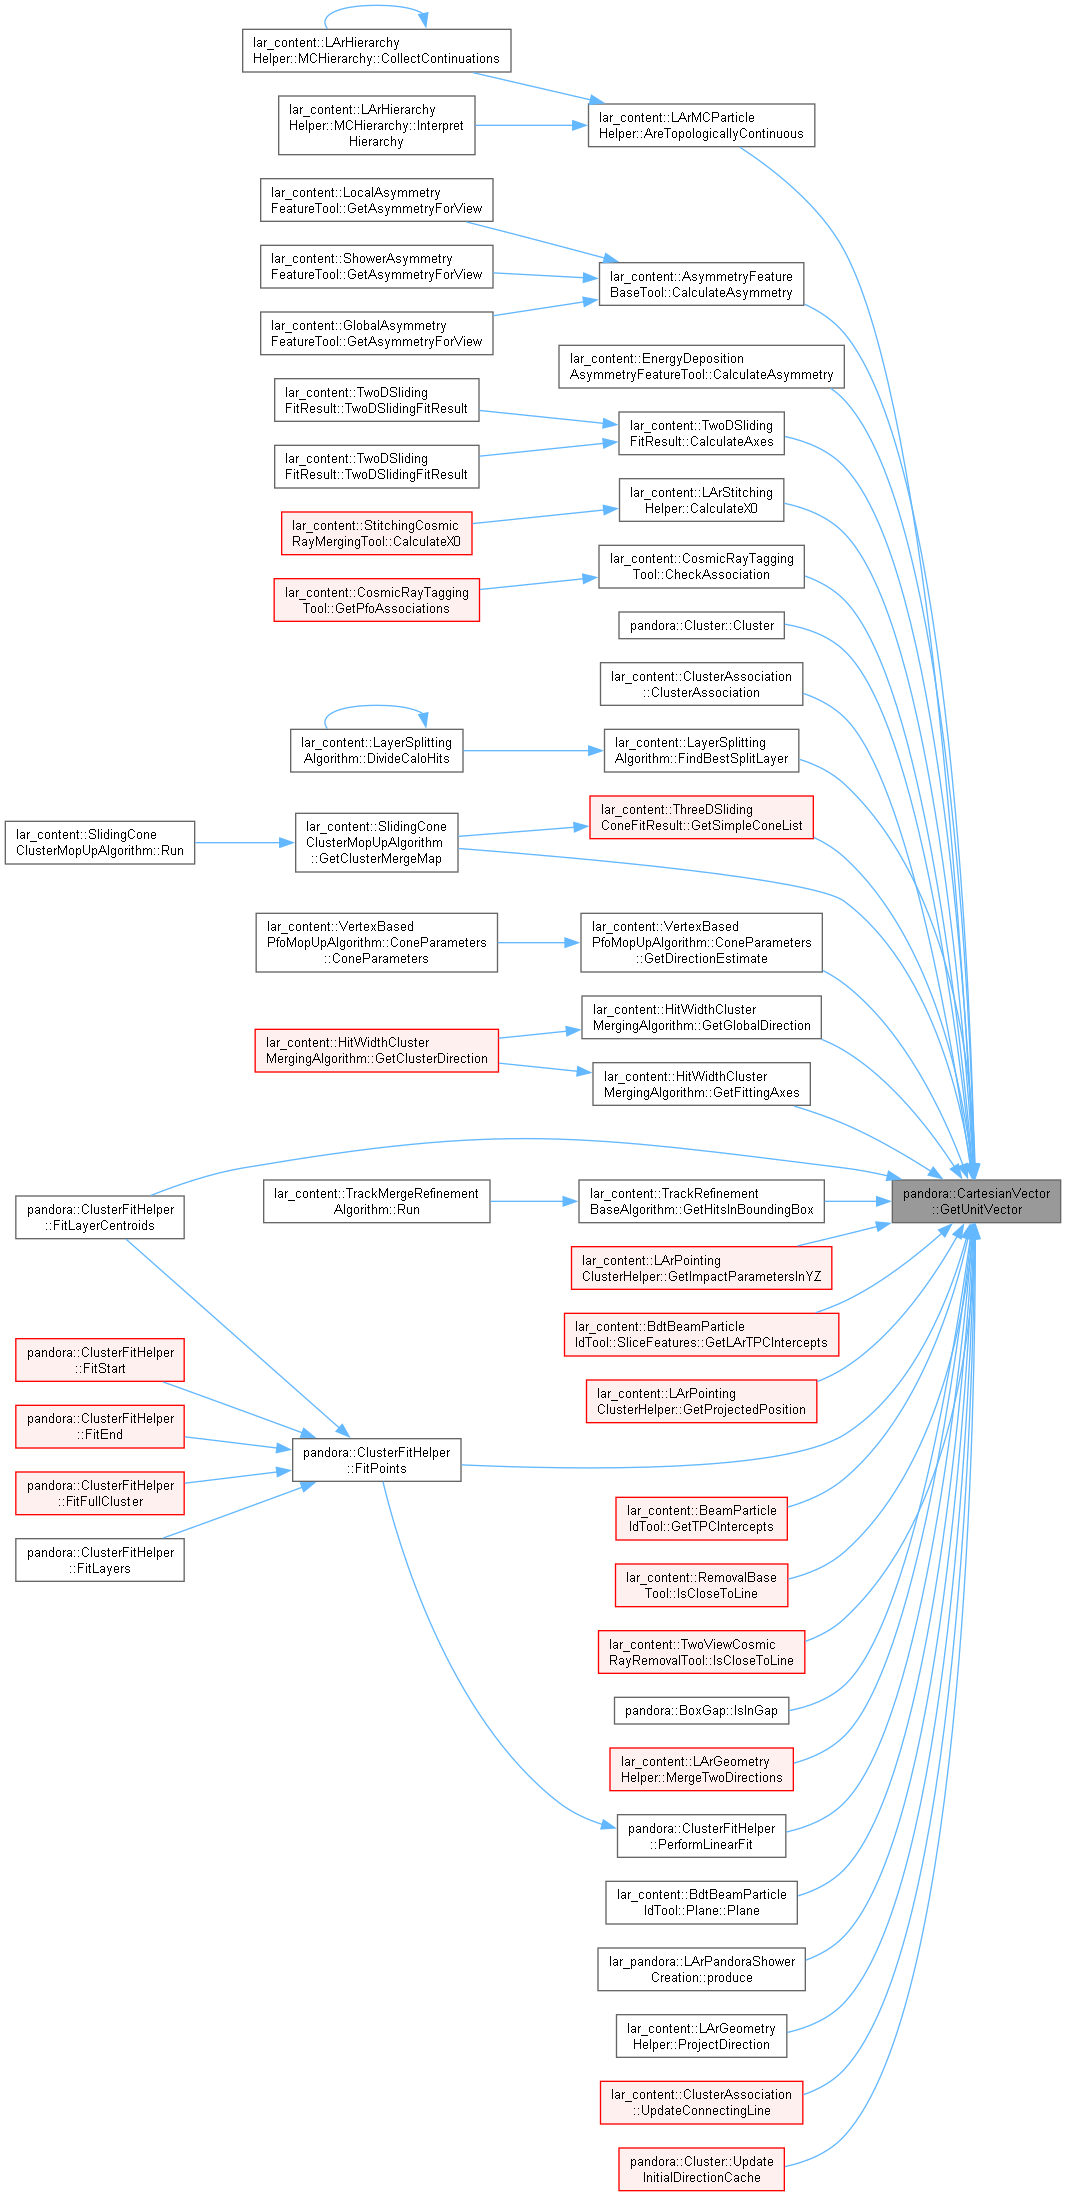 lar_content::LArHierarchy
Helper::MCHierarchy::CollectContinuations
lar_content::LArHierarchy
Helper::MCHierarchy::Interpret
Hierarchy
lar_content::LArMCParticle
Helper::AreTopologicallyContinuous
lar_content::LocalAsymmetry
FeatureTool::GetAsymmetryForView
lar_content::ShowerAsymmetry
FeatureTool::GetAsymmetryForView
lar_content::AsymmetryFeature
BaseTool::CalculateAsymmetry
lar_content::GlobalAsymmetry
FeatureTool::GetAsymmetryForView
lar_content::EnergyDeposition
AsymmetryFeatureTool::CalculateAsymmetry
lar_content::TwoDSliding
FitResult::TwoDSlidingFitResult
lar_content::TwoDSliding
FitResult::CalculateAxes
lar_content::TwoDSliding
FitResult::TwoDSlidingFitResult
lar_content::LArStitching
Helper::CalculateX0
lar_content::StitchingCosmic
RayMergingTool::CalculateX0
lar_content::CosmicRayTagging
Tool::CheckAssociation
lar_content::CosmicRayTagging
Tool::GetPfoAssociations
pandora::Cluster::Cluster
lar_content::ClusterAssociation
::ClusterAssociation
lar_content::LayerSplitting
Algorithm::DivideCaloHits
lar_content::LayerSplitting
Algorithm::FindBestSplitLayer
lar_content::ThreeDSliding
ConeFitResult::GetSimpleConeList
lar_content::SlidingCone
ClusterMopUpAlgorithm::Run
lar_content::SlidingCone
ClusterMopUpAlgorithm
::GetClusterMergeMap
lar_content::VertexBased
PfoMopUpAlgorithm::ConeParameters
::ConeParameters
lar_content::VertexBased
PfoMopUpAlgorithm::ConeParameters
::GetDirectionEstimate
lar_content::HitWidthCluster
MergingAlgorithm::GetGlobalDirection
lar_content::HitWidthCluster
MergingAlgorithm::GetClusterDirection
lar_content::HitWidthCluster
MergingAlgorithm::GetFittingAxes
pandora::CartesianVector
::GetUnitVector
pandora::ClusterFitHelper
::FitLayerCentroids
lar_content::TrackMergeRefinement
Algorithm::Run
lar_content::TrackRefinement
BaseAlgorithm::GetHitsInBoundingBox
lar_content::LArPointing
ClusterHelper::GetImpactParametersInYZ
lar_content::BdtBeamParticle
IdTool::SliceFeatures::GetLArTPCIntercepts
pandora::ClusterFitHelper
::FitStart
lar_content::LArPointing
ClusterHelper::GetProjectedPosition
pandora::ClusterFitHelper
::FitEnd
pandora::ClusterFitHelper
::FitPoints
pandora::ClusterFitHelper
::FitFullCluster
lar_content::BeamParticle
IdTool::GetTPCIntercepts
pandora::ClusterFitHelper
::FitLayers
lar_content::RemovalBase
Tool::IsCloseToLine
lar_content::TwoViewCosmic
RayRemovalTool::IsCloseToLine
pandora::BoxGap::IsInGap
lar_content::LArGeometry
Helper::MergeTwoDirections
pandora::ClusterFitHelper
::PerformLinearFit
lar_content::BdtBeamParticle
IdTool::Plane::Plane
lar_pandora::LArPandoraShower
Creation::produce
lar_content::LArGeometry
Helper::ProjectDirection
lar_content::ClusterAssociation
::UpdateConnectingLine
pandora::Cluster::Update
InitialDirectionCache